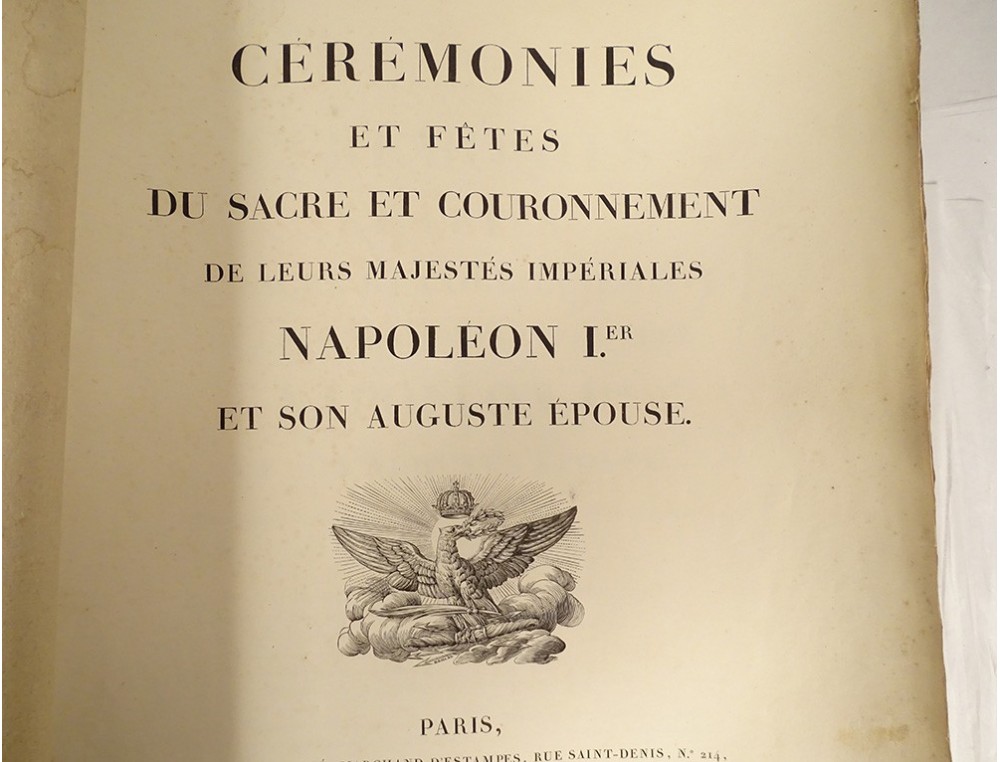 CÉRÉMONIES
ET FÊTES
DU SACRE ET COURONNEMENT
DE LEURS MAJESTÉS IMPÉRIALES
NAPOLÉON I.ER
ET SON AUGUSTE ÉPOUSE.
PARIS,
MARCHAND D'ESTAMPES, RUE SAINT-DENIS, N.º 214,